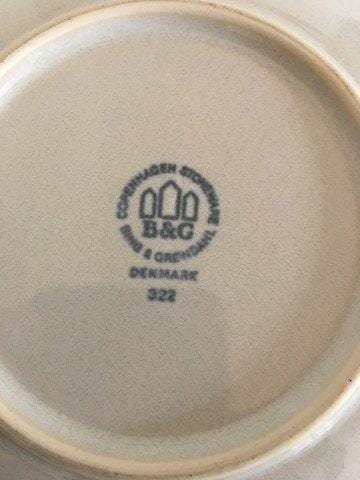 COPENHAGEN STONEWARE
B&G
BING & GRØNDAHL
DENMARK
322